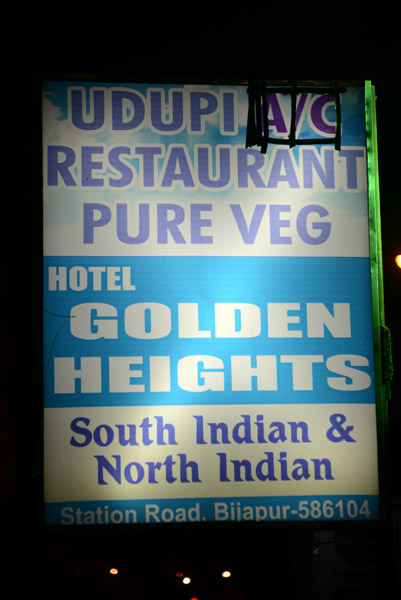 UDUPI A/C
RESTAURANT
PURE VEG
HOTEL
GOLDEN
HEIGHTS
South Indian &
North Indian
Station Road, Bijapur-586104